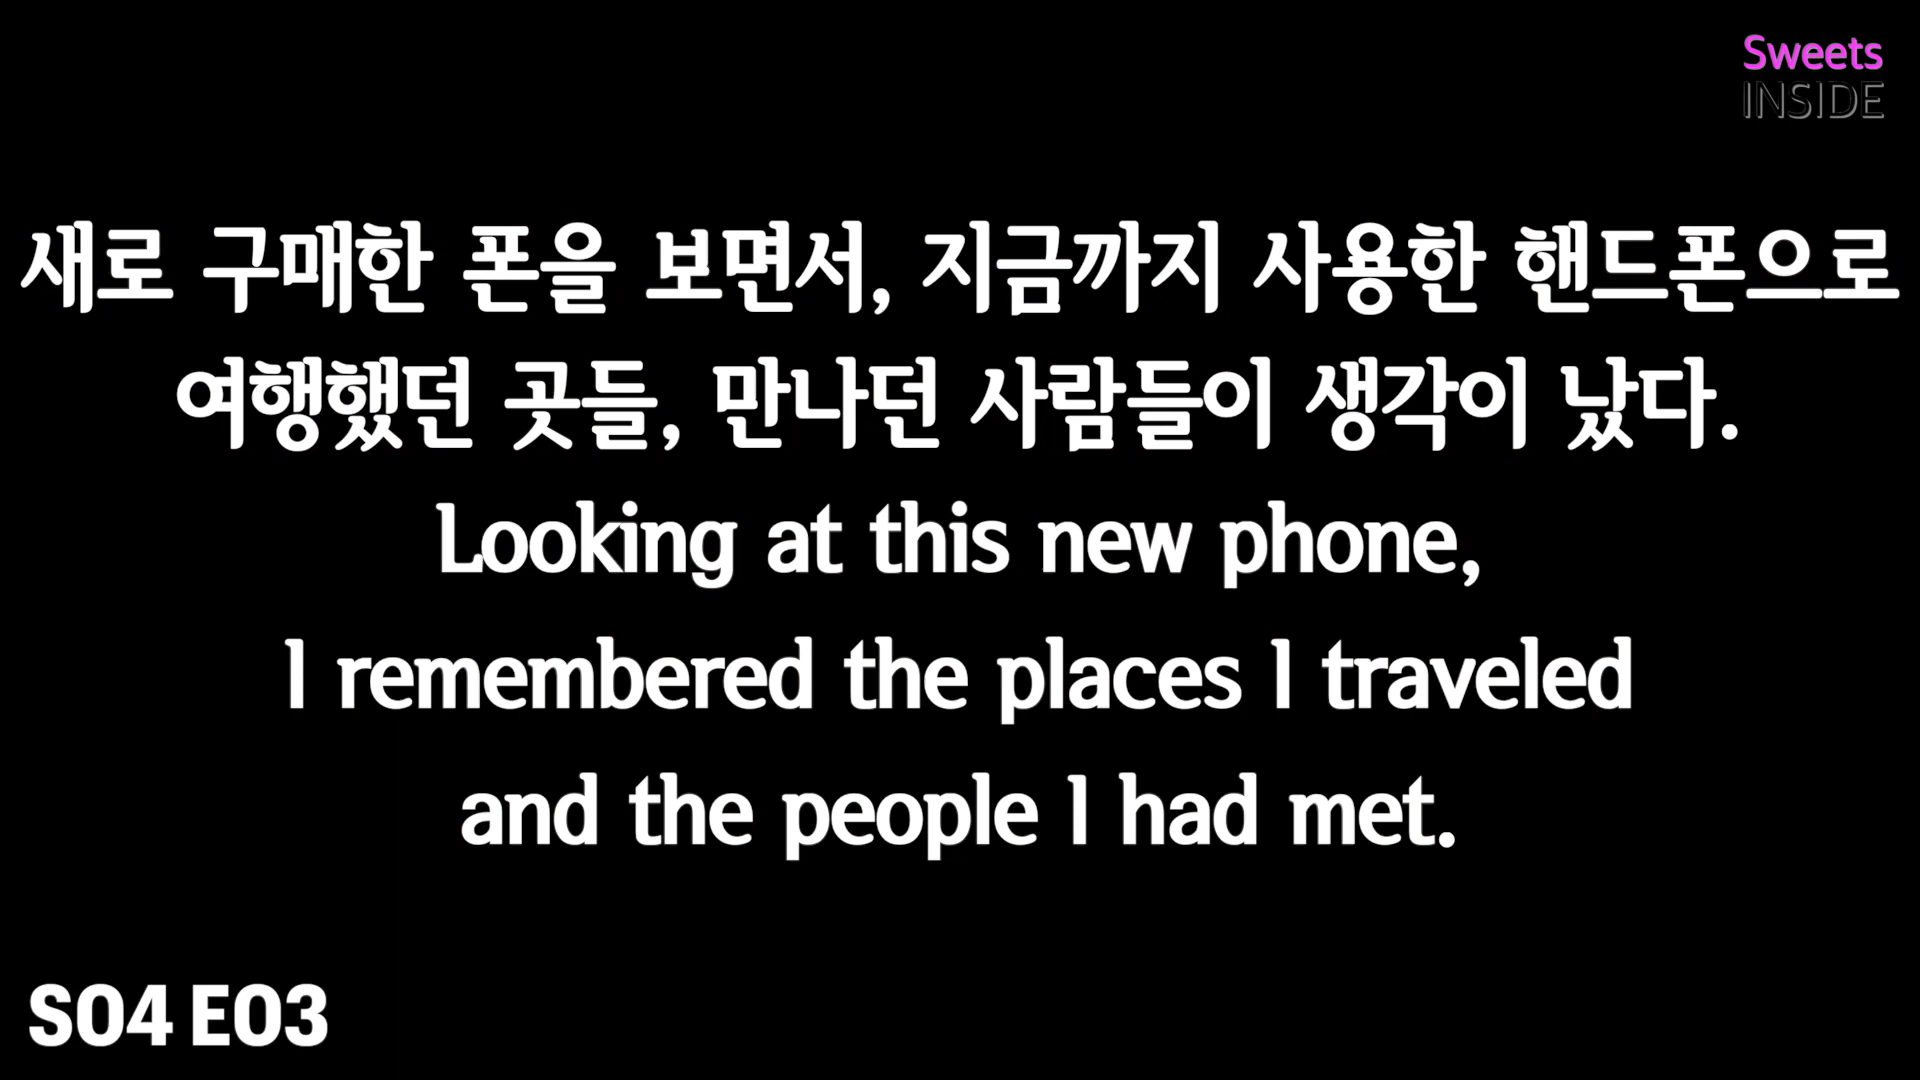 Sweets
INSIDE
새로 구매한 폰을 보면서, 지금까지 사용한 핸드폰으로
여행했던 곳들, 만나던 사람들이 생각이 났다.
Looking at this new phone,
I remembered the places I traveled
and the people I had met.
S04 E03